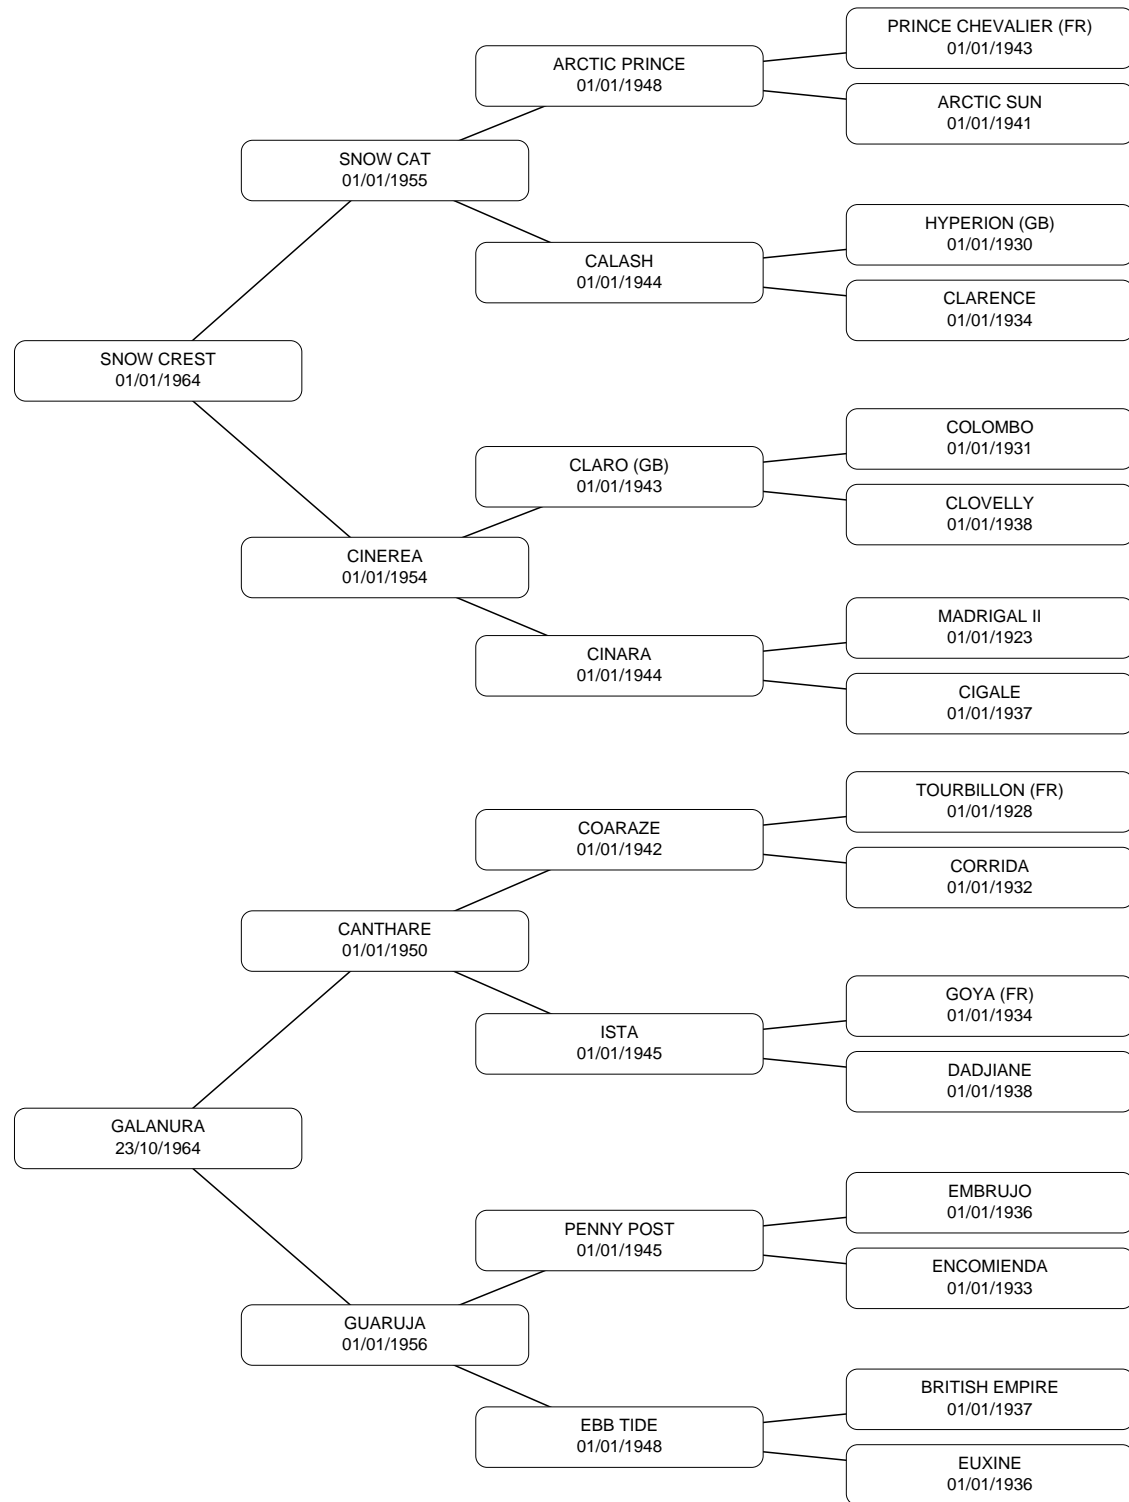 PRINCE CHEVALIER (FR)
01/01/1943
ARCTIC PRINCE
01/01/1948
ARCTIC SUN
01/01/1941
SNOW CAT
01/01/1955
HYPERION (GB)
01/01/1930
CALASH
01/01/1944
CLARENCE
01/01/1934
SNOW CREST
01/01/1964
COLOMBO
01/01/1931
CLARO (GB)
01/01/1943
CLOVELLY
01/01/1938
CINEREA
01/01/1954
MADRIGAL II
01/01/1923
CINARA
01/01/1944
CIGALE
01/01/1937
TOURBILLON (FR)
01/01/1928
COARAZE
01/01/1942
CORRIDA
01/01/1932
CANTHARE
01/01/1950
GOYA (FR)
01/01/1934
ISTA
01/01/1945
DADJIANE
01/01/1938
GALANURA
23/10/1964
EMBRUJO
01/01/1936
PENNY POST
01/01/1945
ENCOMIENDA
01/01/1933
GUARUJA
01/01/1956
BRITISH EMPIRE
01/01/1937
EBB TIDE
01/01/1948
EUXINE
01/01/1936